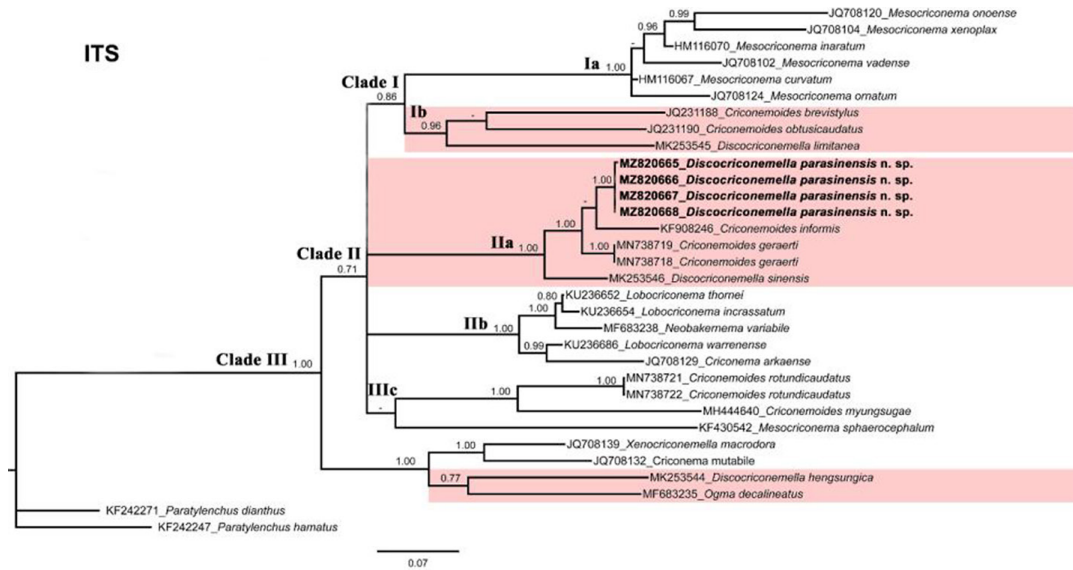 ITS
0.99
JQ708120_Mesocriconema onoense
0.96
JQ708104_Mesocriconema xenoplax
-
HM116070_Mesocriconema inaratum
Ia
1.00
JQ708102_Mesocriconema vadense
Clade I
HM116067_Mesocriconema curvatum
0.86
JQ708124_Mesocriconema ornatum
Ib
-
JQ231188_Criconemoides brevistylus
0.96
JQ231190_Criconemoides obtusicaudatus
MK253545_Discocriconemella limitanea
MZ820665_Discocriconemella parasinensis n. sp.
1.00
MZ820666_Discocriconemella parasinensis n. sp.
MZ820667_Discocriconemella parasinensis n. sp.
-
MZ820668_Discocriconemella parasinensis n. sp.
1.00
KF908246_Criconemoides informis
IIa
1.00
1.00
MN738719_Criconemoides geraerti
Clade II
MN738718_Criconemoides geraerti
0.71
MK253546_Discocriconemella sinensis
0.80
KU236652_Lobocriconema thornei
1.00
KU236654_Lobocriconema incrassatum
IIb
1.00
MF683238_Neobakernema variabile
0.99
KU236686_Lobocriconema warrenense
Clade III
1.00
JQ708129_Criconema arkaense
IIIc
1.00
MN738721_Criconemoides rotundicaudatus
1.00
MN738722_Criconemoides rotundicaudatus
-
MH444640_Criconemoides myungsugae
KF430542_Mesocriconema sphaerocephalum
1.00
JQ708139_Xenocriconemella macrodora
1.00
JQ708132_Criconema mutabile
0.77
MK253544_Discocriconemella hengsungica
MF683235_Ogma decalineatus
KF242271_Paratylenchus dianthus
KF242247_Paratylenchus hamatus
0.07